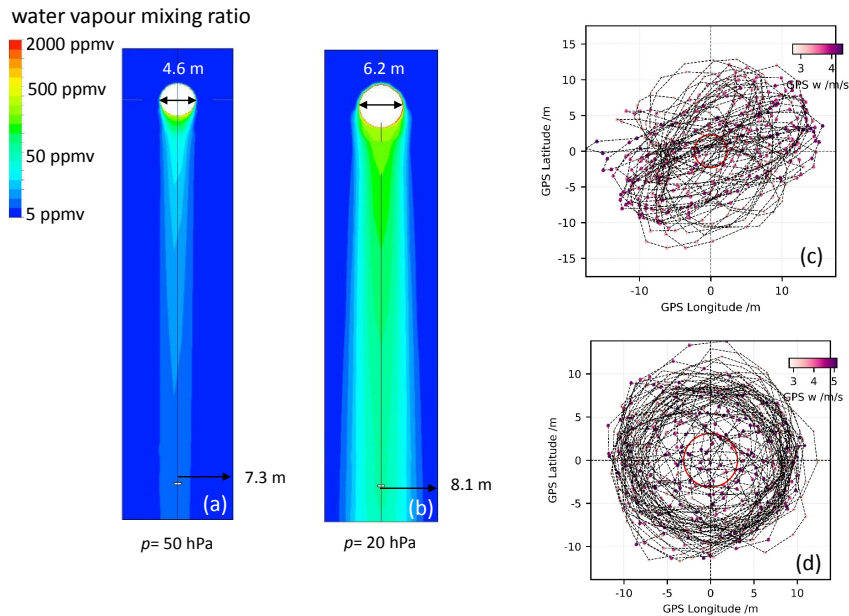 water vapour mixing ratio
2000 ppmv
500 ppmv
50 ppmv
5 ppmv
4.6 m
7.3 m
(a)
p= 50 hPa
6.2 m
8.1 m
(b)
p= 20 hPa
15
10
5
0
-5
-10
-15
GPS Latitude /m
-10
0
10
GPS Longitude /m
3
4
GPS w /m/s
(c)
10
5
0
-5
-10
GPS Latitude /m
-10
-5
0
5
10
GPS Longitude /m
3
4
5
GPS w /m/s
(d)